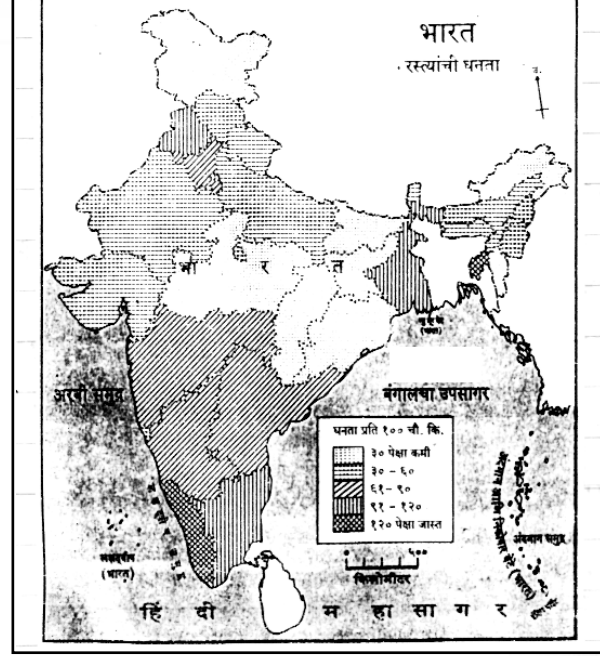 भारत
रस्त्यांची घनता
उ.
भा र त
अरबी समुद्र
बंगालचा उपसागर
घनता प्रति १०० चौ. कि.
३० पेक्षा कमी
३० - ६०
६१ - ९०
९१ - १२०
१२० पेक्षा जास्त
५००
किलोमीटर
लक्षद्वीप
(भारत)
अंदमान समुद्र
हिं दी म हा सा ग र